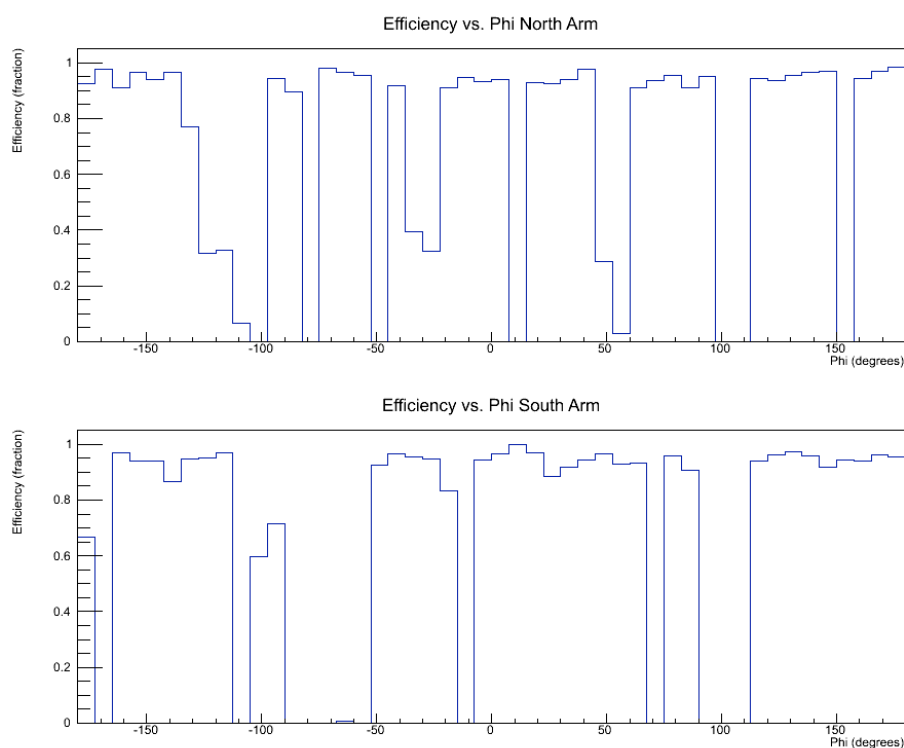 Efficiency vs. Phi North Arm
Efficiency (fraction)
1
0.8
0.6
0.4
0.2
0
-150 -100 -50 0 50 100 150
Phi (degrees)
Efficiency vs. Phi South Arm
Efficiency (fraction)
1
0.8
0.6
0.4
0.2
0
-150 -100 -50 0 50 100 150
Phi (degrees)